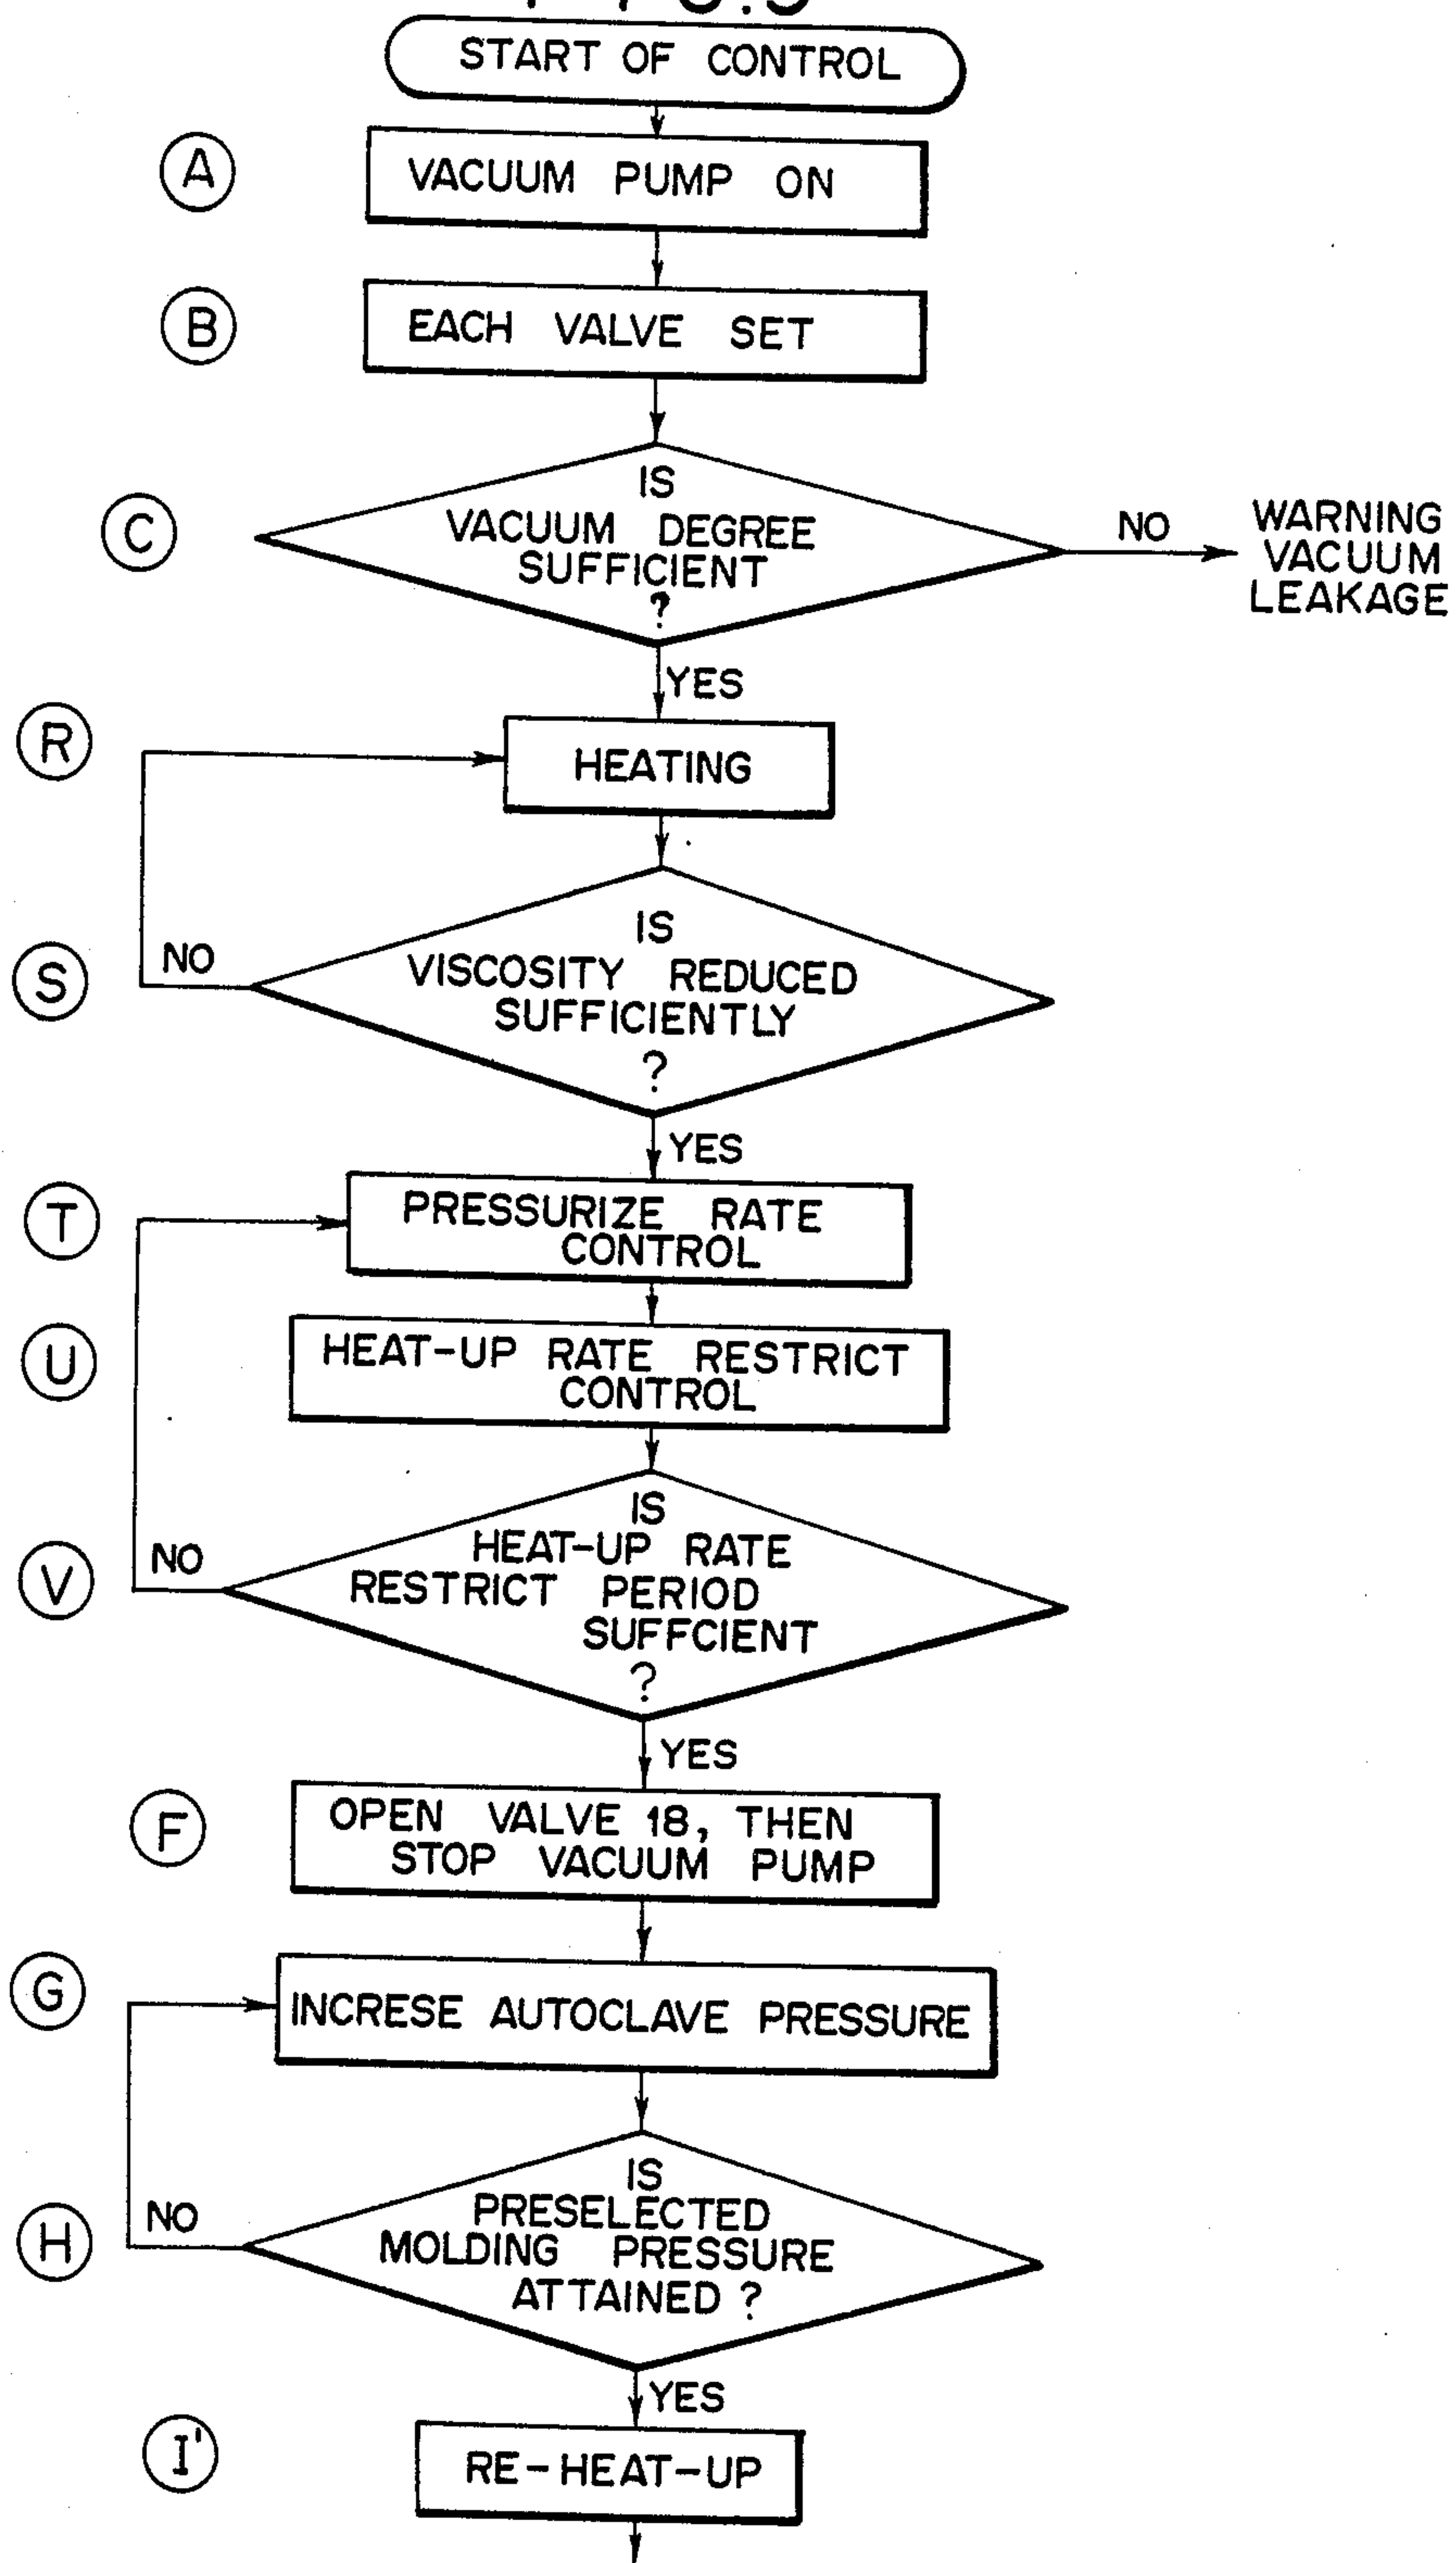 START OF CONTROL
A
VACUUM PUMP ON
B
EACH VALVE SET
C
IS
VACUUM DEGREE
SUFFICIENT
?
NO
WARNING
VACUUM
LEAKAGE
YES
R
HEATING
S
NO
IS
VISCOSITY REDUCED
SUFFICIENTLY
?
YES
T
PRESSURIZE RATE
CONTROL
U
HEAT-UP RATE RESTRICT
CONTROL
V
NO
IS
HEAT-UP RATE
RESTRICT PERIOD
SUFFCIENT
?
YES
F
OPEN VALVE 18, THEN
STOP VACUUM PUMP
G
INCRESE AUTOCLAVE PRESSURE
H
NO
IS
PRESELECTED
MOLDING PRESSURE
ATTAINED ?
YES
I'
RE-HEAT-UP